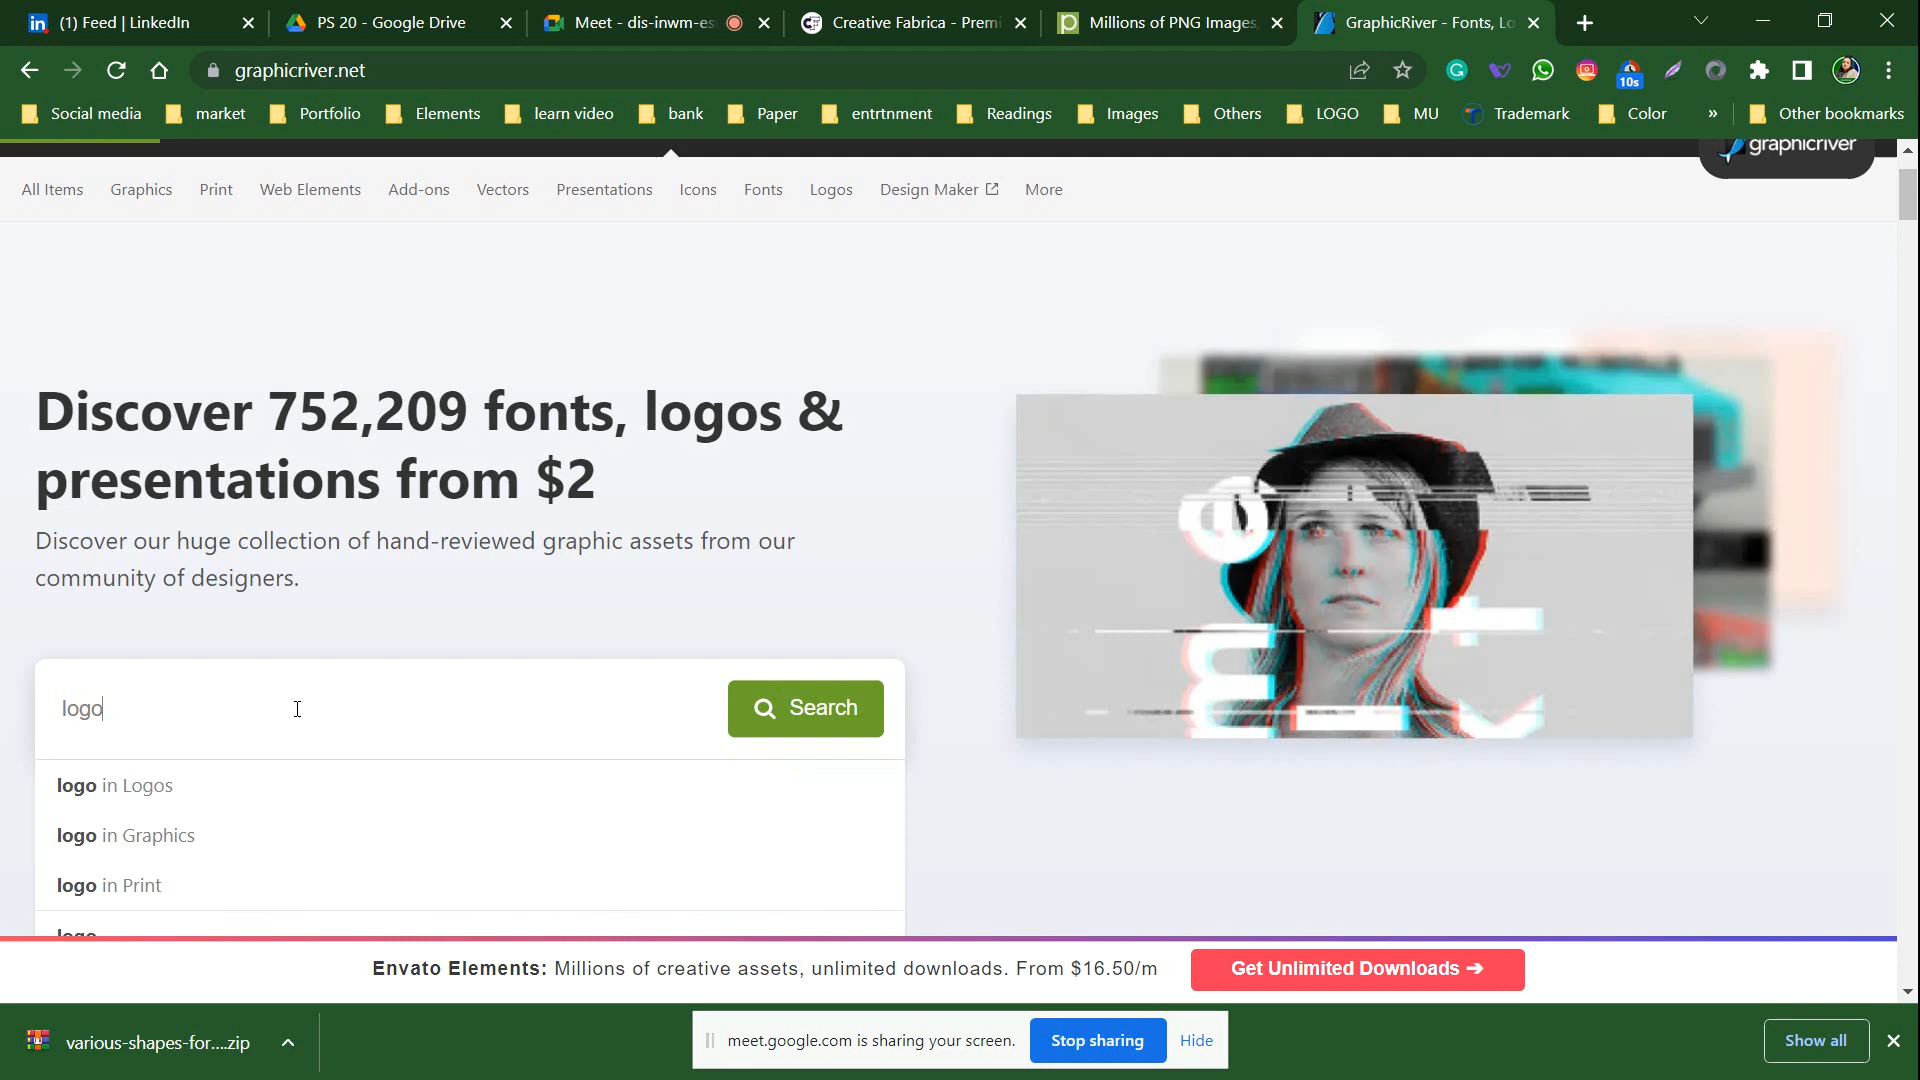 (1) Feed | LinkedIn
PS 20 - Google Drive
Meet - dis-inwm-es
Creative Fabrica - Premi
Millions of PNG Images,
GraphicRiver - Fonts, Lo
graphicriver.net
10s
Social media
market
Portfolio
Elements
learn video
bank
Paper
entrtnment
Readings
Images
Others
LOGO
MU
Trademark
Color
»
Other bookmarks
graphicriver
All Items
Graphics
Print
Web Elements
Add-ons
Vectors
Presentations
Icons
Fonts
Logos
Design Maker
More
Discover 752,209 fonts, logos &
presentations from $2
Discover our huge collection of hand-reviewed graphic assets from our
community of designers.
logo
Search
logo in Logos
logo in Graphics
logo in Print
logo
Envato Elements: Millions of creative assets, unlimited downloads. From $16.50/m
Get Unlimited Downloads ➔
various-shapes-for....zip
meet.google.com is sharing your screen.
Stop sharing
Hide
Show all